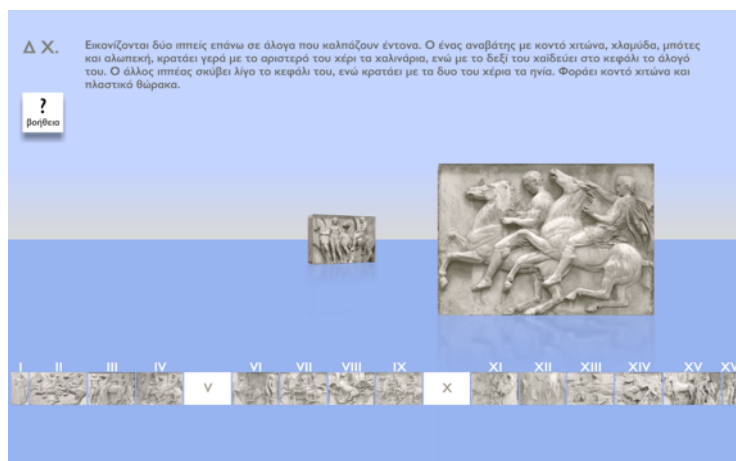 Δ Χ.
Εικονίζονται δύο ιππείς επάνω σε άλογα που καλπάζουν έντονα. Ο ένας αναβάτης με κοντό χιτώνα, χλαμύδα, μπότες
και αλωπεκή, κρατάει γερά με το αριστερό του χέρι τα χαλινάρια, ενώ με το δεξί του χαϊδεύει στο κεφάλι το άλογό
του. Ο άλλος ιππέας σκύβει λίγο το κεφάλι του, ενώ κρατάει με τα δυο του χέρια τα ηνία. Φοράει κοντό χιτώνα και
πλαστικό θώρακα.
?
βοήθεια
I II III IV V VI VII VIII IX X XI XII XIII XIV XV XV